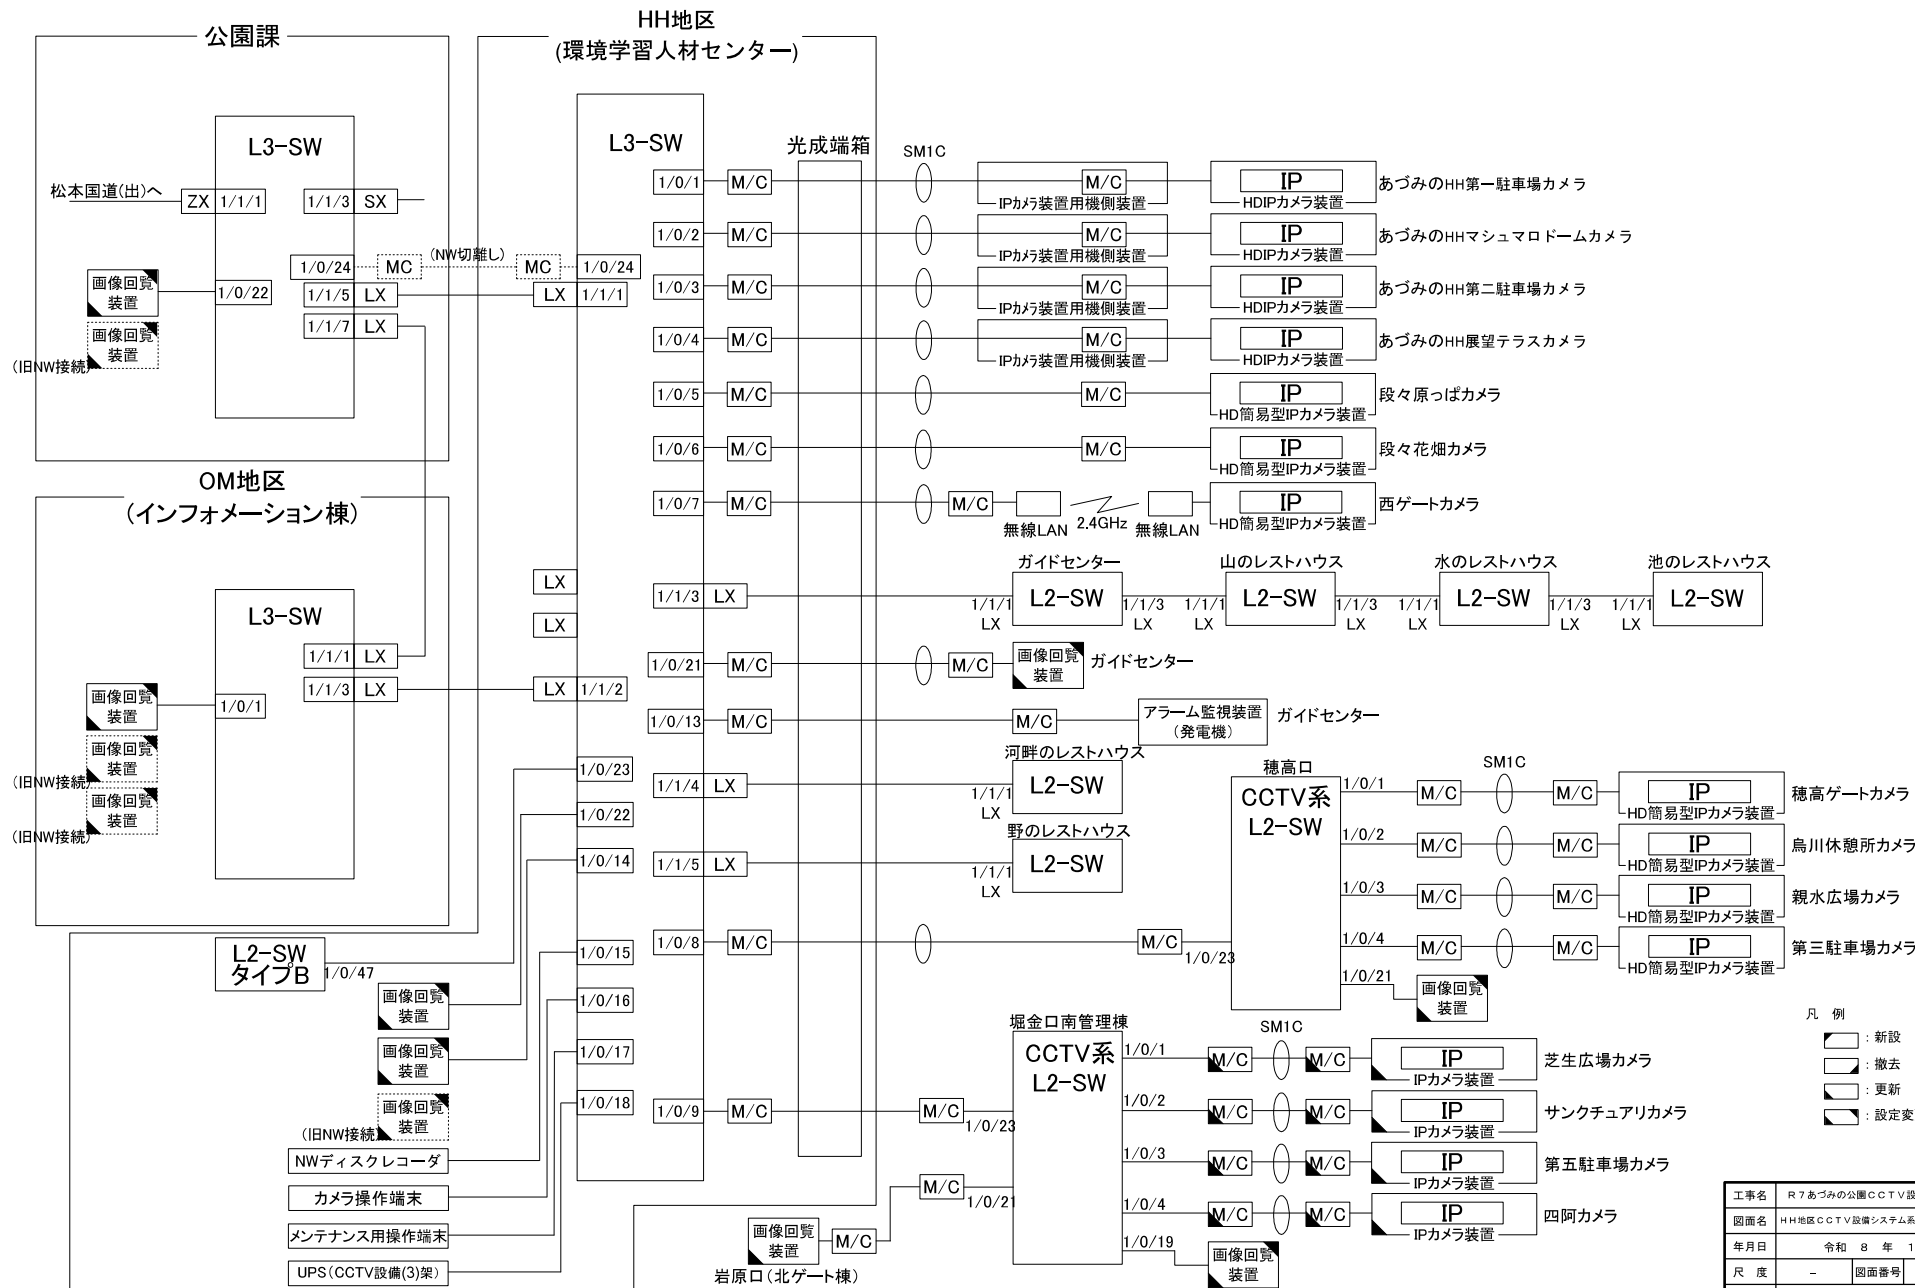 公園課
L3-SW
松本国道(出)へ
ZX 1/1/1
1/1/3 SX
1/0/24 MC (NW切離し) MC 1/0/24
画像回覧
装置
1/0/22
1/1/5 LX
LX 1/1/1
1/1/7 LX
画像回覧
装置
(旧NW接続)
OM地区
(インフォメーション棟)
L3-SW
1/1/1 LX
1/1/3 LX
LX 1/1/2
画像回覧
装置
1/0/1
画像回覧
装置
(旧NW接続)
画像回覧
装置
(旧NW接続)
HH地区
(環境学習人材センター)
L3-SW
光成端箱
SM1C
1/0/1 M/C M/C IP
IPカメラ装置用機側装置 HDIPカメラ装置
あづみのHH第一駐車場カメラ
1/0/2 M/C M/C IP
IPカメラ装置用機側装置 HDIPカメラ装置
あづみのHHマシュマロドームカメラ
1/0/3 M/C M/C IP
IPカメラ装置用機側装置 HDIPカメラ装置
あづみのHH第二駐車場カメラ
1/0/4 M/C M/C IP
IPカメラ装置用機側装置 HDIPカメラ装置
あづみのHH展望テラスカメラ
1/0/5 M/C M/C IP
HD簡易型IPカメラ装置
段々原っぱカメラ
1/0/6 M/C M/C IP
HD簡易型IPカメラ装置
段々花畑カメラ
1/0/7 M/C M/C IP
無線LAN 2.4GHz 無線LAN
HD簡易型IPカメラ装置
西ゲートカメラ
LX
LX
ガイドセンター 山のレストハウス 水のレストハウス 池のレストハウス
1/1/3 LX
1/1/1 L2-SW 1/1/3 1/1/1 L2-SW 1/1/3 1/1/1 L2-SW 1/1/3 1/1/1 L2-SW
LX LX LX LX LX LX LX
1/0/21 M/C M/C
画像回覧
装置
ガイドセンター
1/0/13 M/C M/C
アラーム監視装置
(発電機)
ガイドセンター
河畔のレストハウス
1/1/4 LX
1/1/1 L2-SW
LX
野のレストハウス
1/1/5 LX
1/1/1 L2-SW
LX
1/0/23
1/0/22
1/0/14
1/0/15
1/0/16
1/0/17
1/0/18
1/0/8 M/C M/C
1/0/23
穂高口
CCTV系
L2-SW
SM1C
1/0/1 M/C M/C IP
HD簡易型IPカメラ装置
穂高ゲートカメラ
1/0/2 M/C M/C IP
HD簡易型IPカメラ装置
烏川休憩所カメラ
1/0/3 M/C M/C IP
HD簡易型IPカメラ装置
親水広場カメラ
1/0/4 M/C M/C IP
HD簡易型IPカメラ装置
第三駐車場カメラ
1/0/21
画像回覧
装置
L2-SW
タイプB
1/0/47
画像回覧
装置
画像回覧
装置
画像回覧
装置
(旧NW接続)
NWディスクレコーダ
カメラ操作端末
メンテナンス用操作端末
UPS(CCTV設備(3)架)
1/0/9 M/C M/C
1/0/23
堀金口南管理棟
CCTV系
L2-SW
SM1C
1/0/1 M/C M/C IP
IPカメラ装置
芝生広場カメラ
1/0/2 M/C M/C IP
IPカメラ装置
サンクチュアリカメラ
1/0/3 M/C M/C IP
IPカメラ装置
第五駐車場カメラ
1/0/4 M/C M/C IP
IPカメラ装置
四阿カメラ
1/0/19
画像回覧
装置
M/C
1/0/21
画像回覧
装置
M/C
岩原口(北ゲート棟)
凡 例
：新設
：撤去
：更新
：設定変
工事名 R7あづみの公園CCTV設
図面名 HH地区CCTV設備システム系
年月日 令和 8 年 1
尺 度 - 図面番号